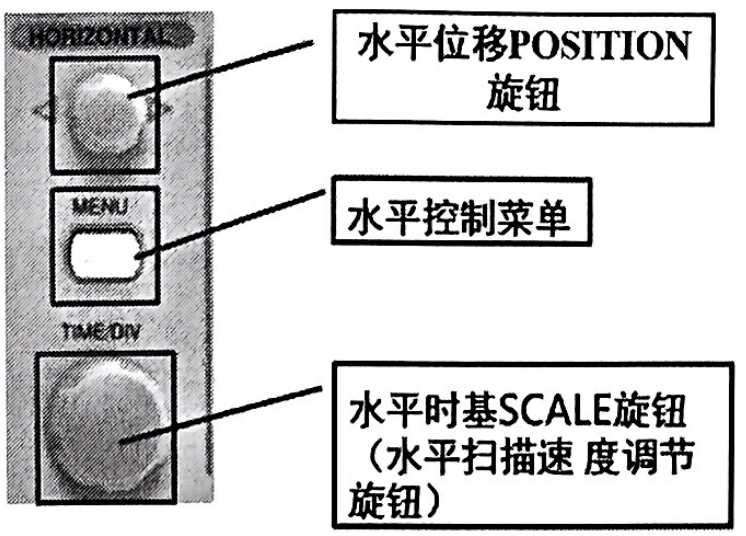 HORIZONTAL
水平位移POSITION
旋钮
MENU
水平控制菜单
TIME/DIV
水平时基SCALE旋钮
（水平扫描速 度调节
旋钮）